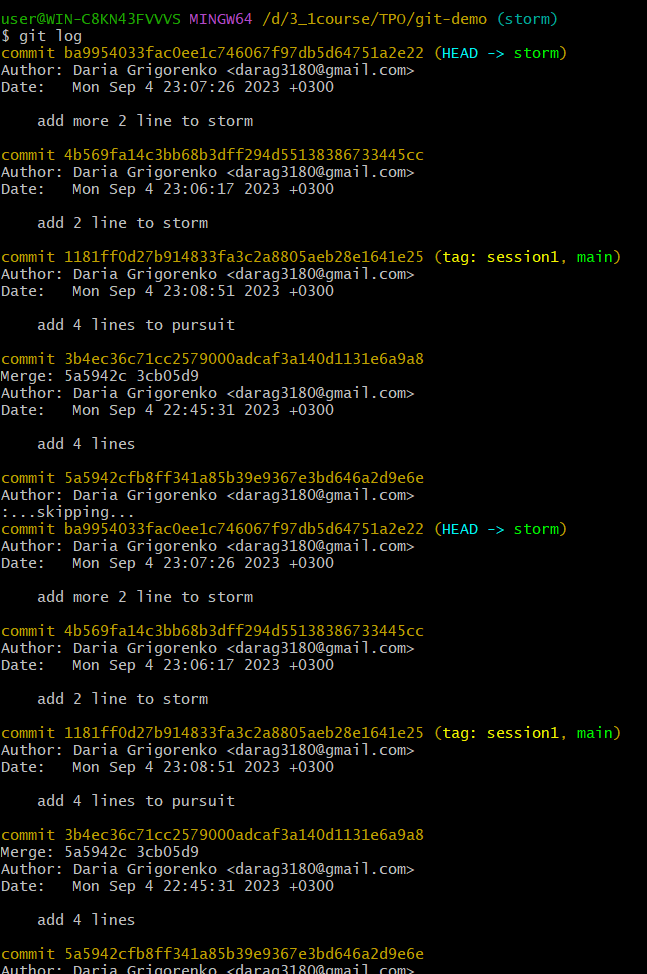 user@WIN-C8KN43FVVVS MINGW64 /d/3_1course/TPO/git-demo (storm)
$ git log
commit ba9954033fac0ee1c746067f97db5d64751a2e22 (HEAD -> storm)
Author: Daria Grigorenko <darag3180@gmail.com>
Date:   Mon Sep 4 23:07:26 2023 +0300

    add more 2 line to storm

commit 4b569fa14c3bb68b3dff294d55138386733445cc
Author: Daria Grigorenko <darag3180@gmail.com>
Date:   Mon Sep 4 23:06:17 2023 +0300

    add 2 line to storm

commit 1181ff0d27b914833fa3c2a8805aeb28e1641e25 (tag: session1, main)
Author: Daria Grigorenko <darag3180@gmail.com>
Date:   Mon Sep 4 23:08:51 2023 +0300

    add 4 lines to pursuit

commit 3b4ec36c71cc2579000adcaf3a140d1131e6a9a8
Merge: 5a5942c 3cb05d9
Author: Daria Grigorenko <darag3180@gmail.com>
Date:   Mon Sep 4 22:45:31 2023 +0300

    add 4 lines

commit 5a5942cfb8ff341a85b39e9367e3bd646a2d9e6e
Author: Daria Grigorenko <darag3180@gmail.com>
:...skipping...
commit ba9954033fac0ee1c746067f97db5d64751a2e22 (HEAD -> storm)
Author: Daria Grigorenko <darag3180@gmail.com>
Date:   Mon Sep 4 23:07:26 2023 +0300

    add more 2 line to storm

commit 4b569fa14c3bb68b3dff294d55138386733445cc
Author: Daria Grigorenko <darag3180@gmail.com>
Date:   Mon Sep 4 23:06:17 2023 +0300

    add 2 line to storm

commit 1181ff0d27b914833fa3c2a8805aeb28e1641e25 (tag: session1, main)
Author: Daria Grigorenko <darag3180@gmail.com>
Date:   Mon Sep 4 23:08:51 2023 +0300

    add 4 lines to pursuit

commit 3b4ec36c71cc2579000adcaf3a140d1131e6a9a8
Merge: 5a5942c 3cb05d9
Author: Daria Grigorenko <darag3180@gmail.com>
Date:   Mon Sep 4 22:45:31 2023 +0300

    add 4 lines

commit 5a5942cfb8ff341a85b39e9367e3bd646a2d9e6e
Author: Daria Grigorenko <darag3180@gmail.com>